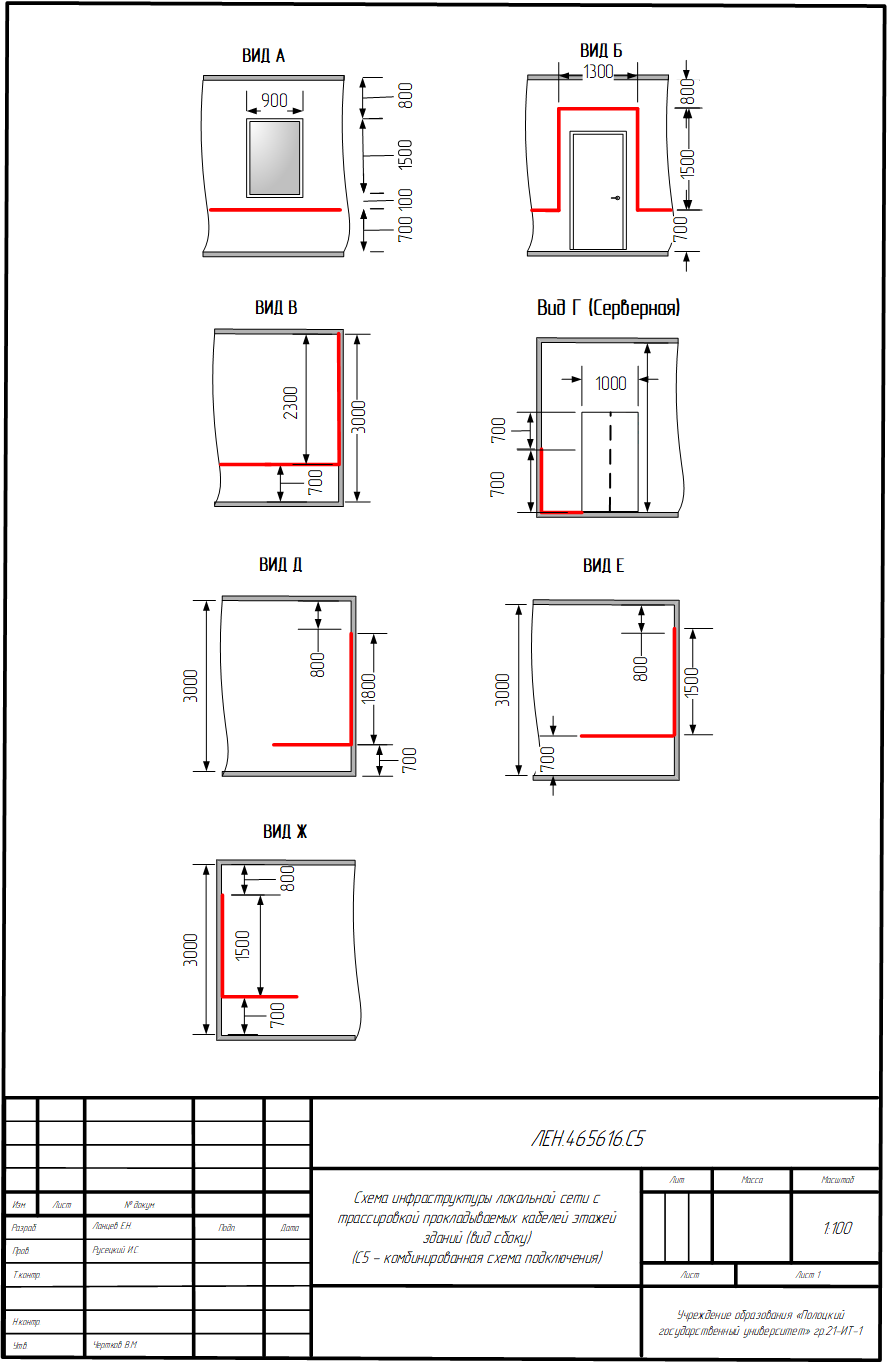 ВИД А
900
800
1500
100
700
ВИД Б
1300
800
1500
700
ВИД В
2300
3000
700
Вид Г (Серверная)
1000
700
700
ВИД Д
3000
800
1800
700
ВИД Е
3000
800
1500
700
ВИД Ж
3000
800
1500
700
ЛЕН.465616.С5
Изм Лист № докум
Разраб Ланцев Е.Н Подп Дата
Пров Русецкий И.С.
Т.контр
Н.контр
Утв Чертков В.М
Схема инфраструктуры локальной сети с
трассировкой прокладываемых кабелей этажей
зданий (вид сбоку)
(С5 – комбинированная схема подключения)
Лит Масса Масштаб
1:100
Лист Лист 1
Учреждение образования «Полоцкий
государственный университет» гр.21-ИТ-1